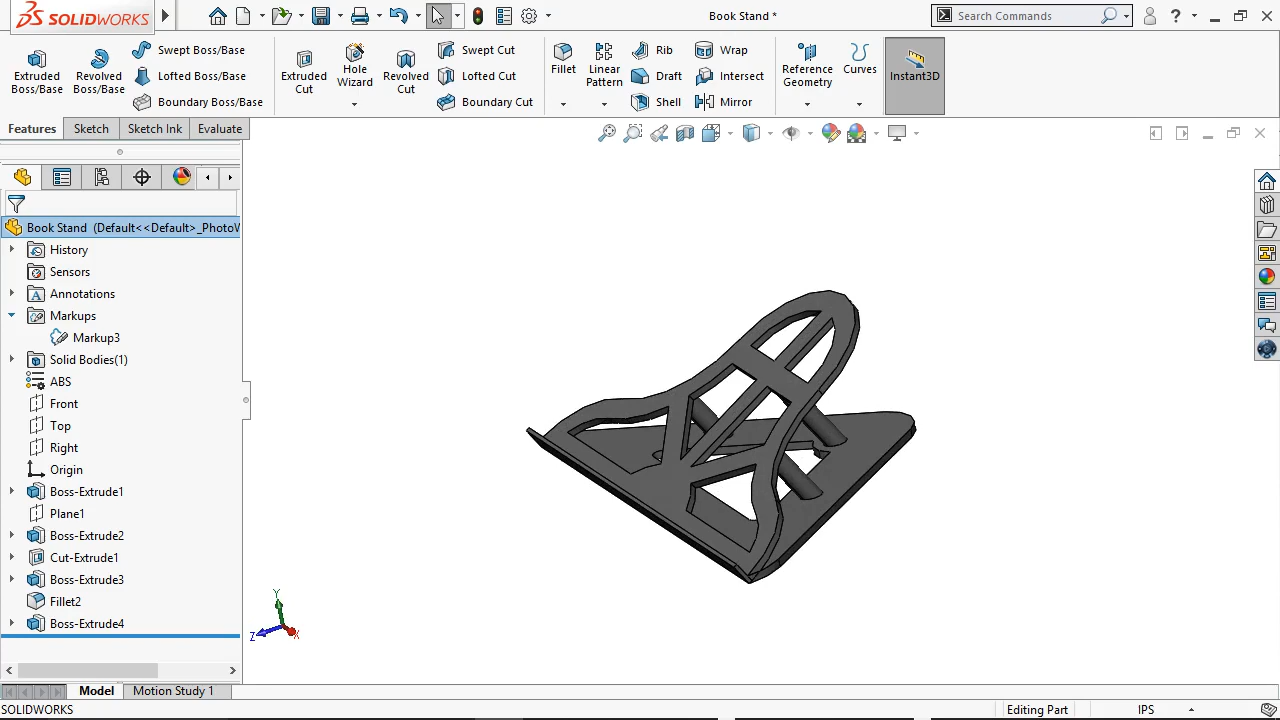 SOLIDWORKS
Book Stand *
Search Commands
?
Extruded Boss/Base
Revolved Boss/Base
Swept Boss/Base
Lofted Boss/Base
Boundary Boss/Base
Extruded Cut
Hole Wizard
Revolved Cut
Swept Cut
Lofted Cut
Boundary Cut
Fillet
Linear Pattern
Rib
Draft
Shell
Wrap
Intersect
Mirror
Reference Geometry
Curves
Instant3D
Features
Sketch
Sketch Ink
Evaluate
Book Stand (Default<<Default>_PhotoV
History
Sensors
Annotations
Markups
Markup3
Solid Bodies(1)
ABS
Front
Top
Right
Origin
Boss-Extrude1
Plane1
Boss-Extrude2
Cut-Extrude1
Boss-Extrude3
Fillet2
Boss-Extrude4
Y
Z
X
Model
Motion Study 1
SOLIDWORKS
Editing Part
IPS